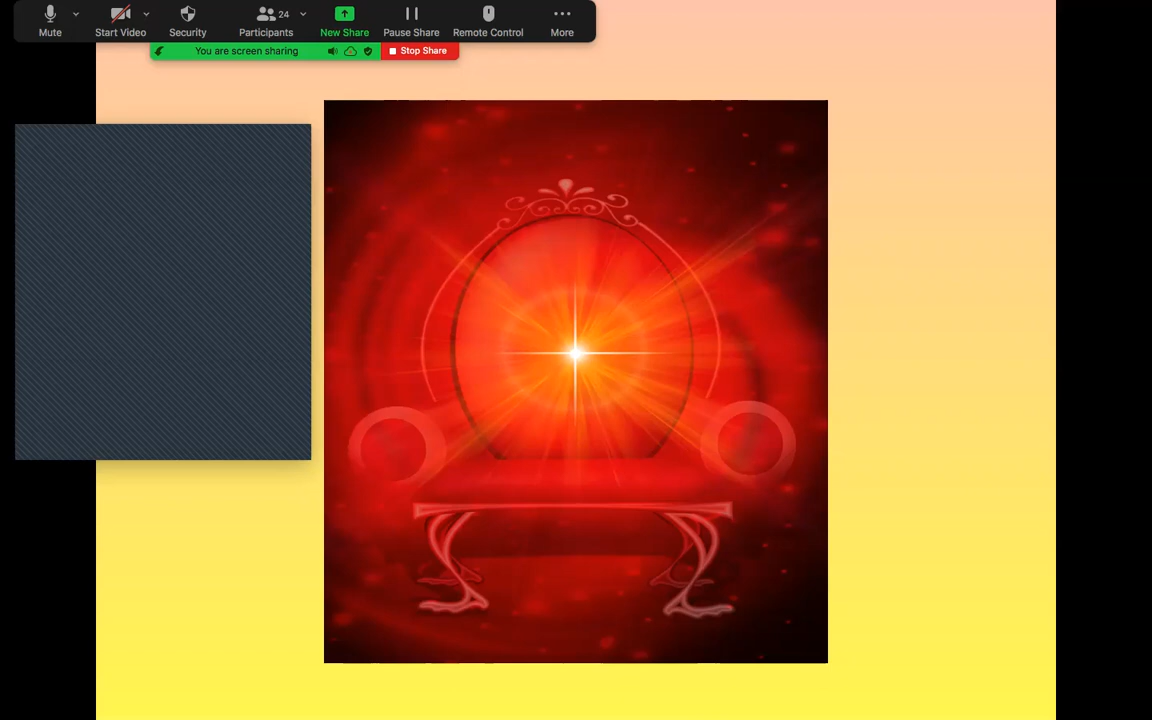 Mute
Start Video
Security
Participants
24
New Share
Pause Share
Remote Control
More
You are screen sharing
Stop Share